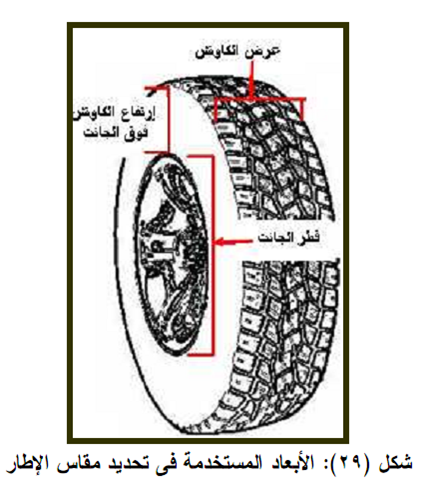 عرض الكاوتش
إرتفاع الكاوتش
فوق الجانت
قطر الجانت
شكل (٢٩): الأبعاد المستخدمة فى تحديد مقاس الإطار